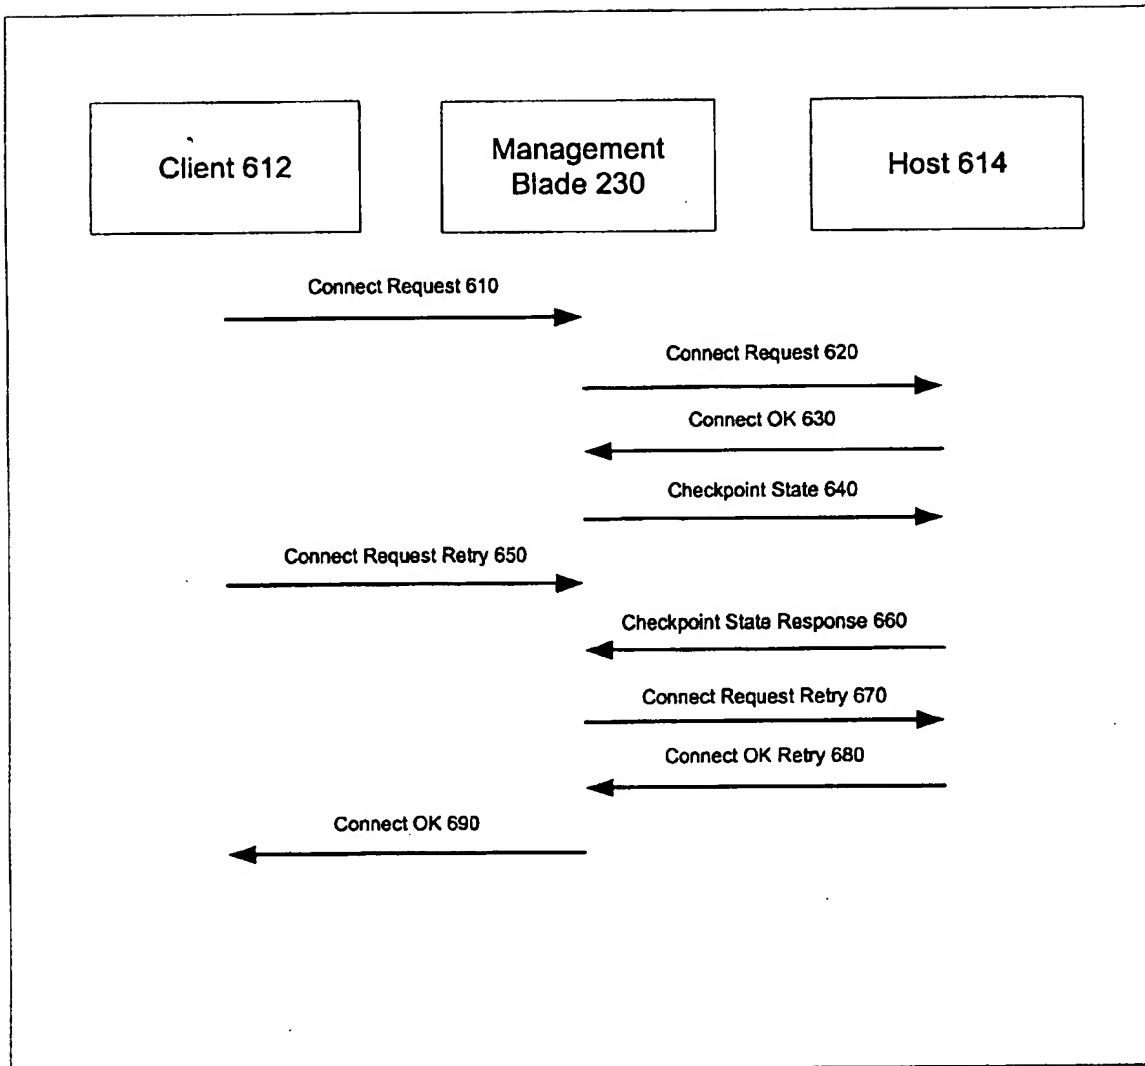 Client 612
Management
Blade 230
Host 614
Connect Request 610
Connect Request 620
Connect OK 630
Checkpoint State 640
Connect Request Retry 650
Checkpoint State Response 660
Connect Request Retry 670
Connect OK Retry 680
Connect OK 690